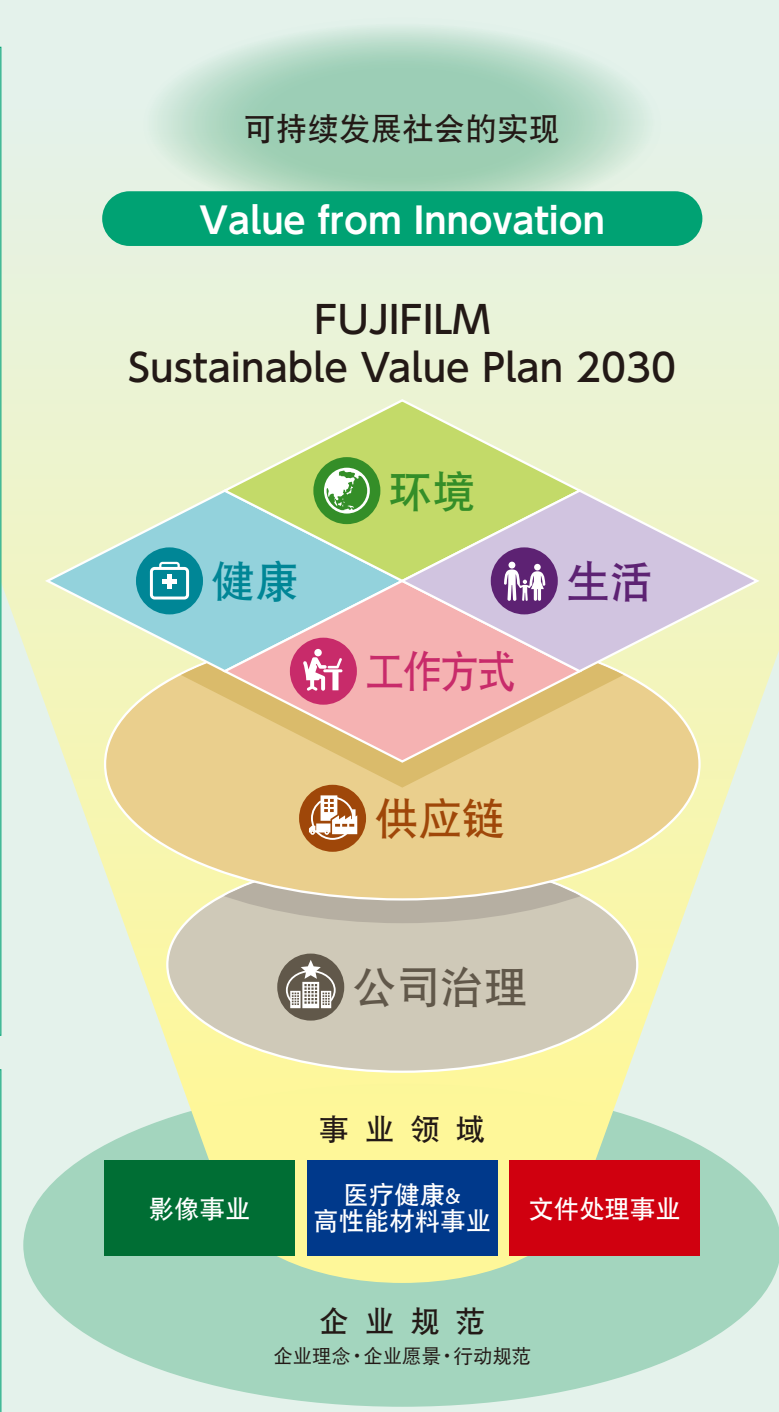 可持续发展社会的实现
Value from Innovation
FUJIFILM
Sustainable Value Plan 2030
环境
健康
生活
工作方式
供应链
公司治理
事业领域
影像事业
医疗健康&
高性能材料事业
文件处理事业
企业规范
企业理念・企业愿景・行动规范